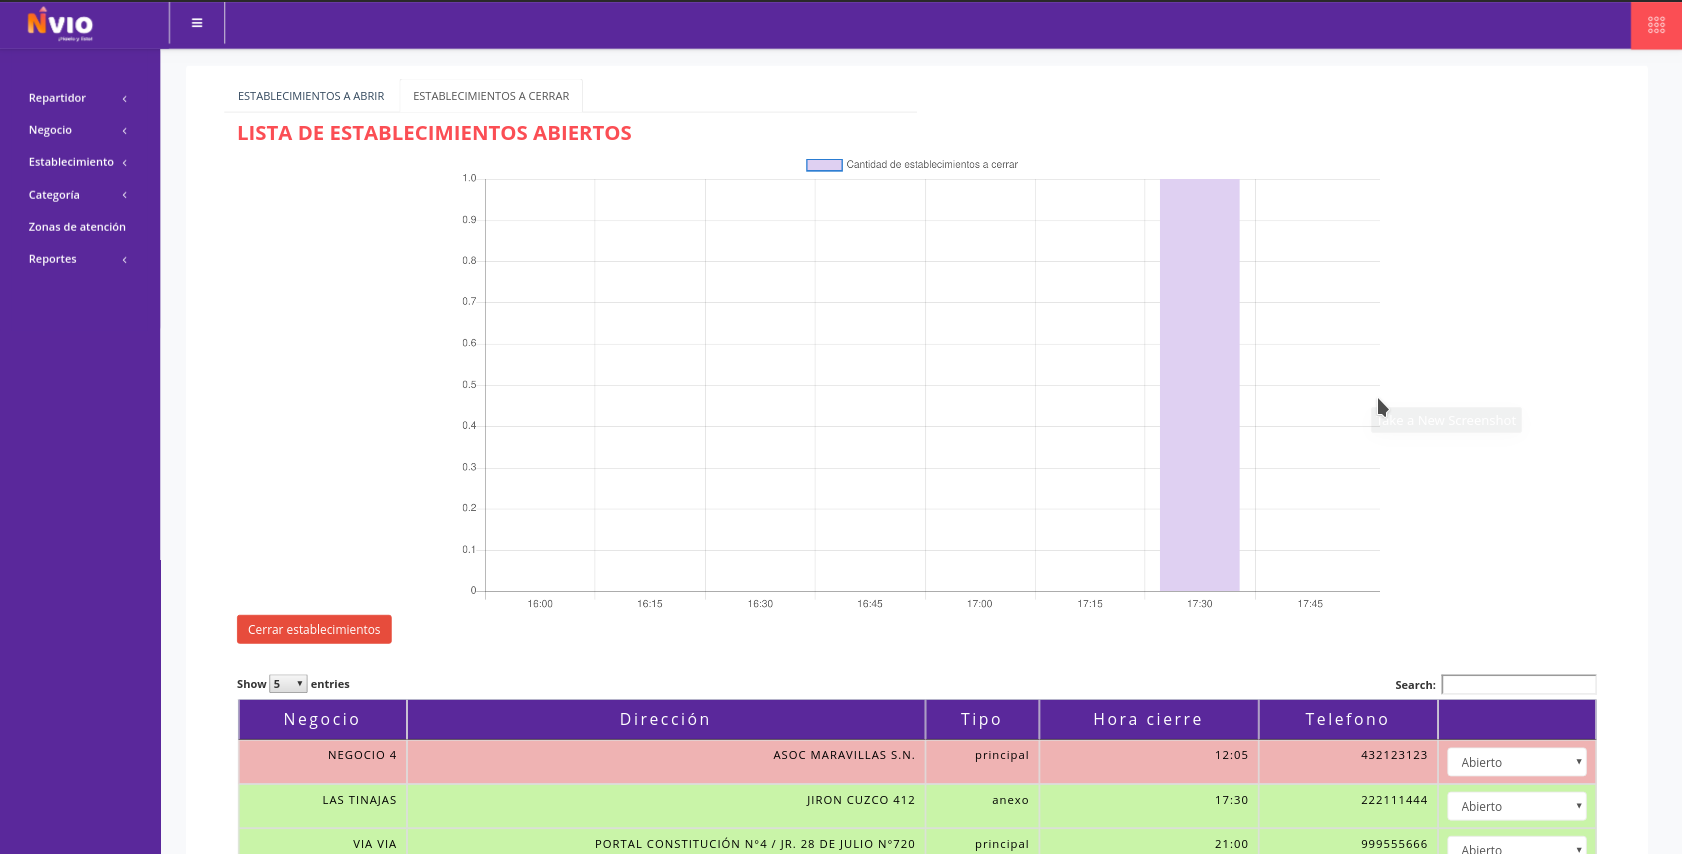 NVIO
ESTABLECIMIENTOS A ABRIR
ESTABLECIMIENTOS A CERRAR
Repartidor
Negocio
Establecimiento
Categoría
Zonas de atención
Reportes
LISTA DE ESTABLECIMIENTOS ABIERTOS
Cantidad de establecimientos a cerrar
1.0
0.9
0.8
0.7
0.6
0.5
0.4
0.3
0.2
0.1
0
16:00 16:15 16:30 16:45 17:00 17:15 17:30 17:45
Take a New Screenshot
Cerrar establecimientos
Show 5 entries
Search:
Negocio Dirección Tipo Hora cierre Telefono
NEGOCIO 4 ASOC MARAVILLAS S.N. principal 12:05 432123123 Abierto
LAS TINAJAS JIRON CUZCO 412 anexo 17:30 222111444 Abierto
VIA VIA PORTAL CONSTITUCIÓN N°4 / JR. 28 DE JULIO N°720 principal 21:00 999555666 Abierto